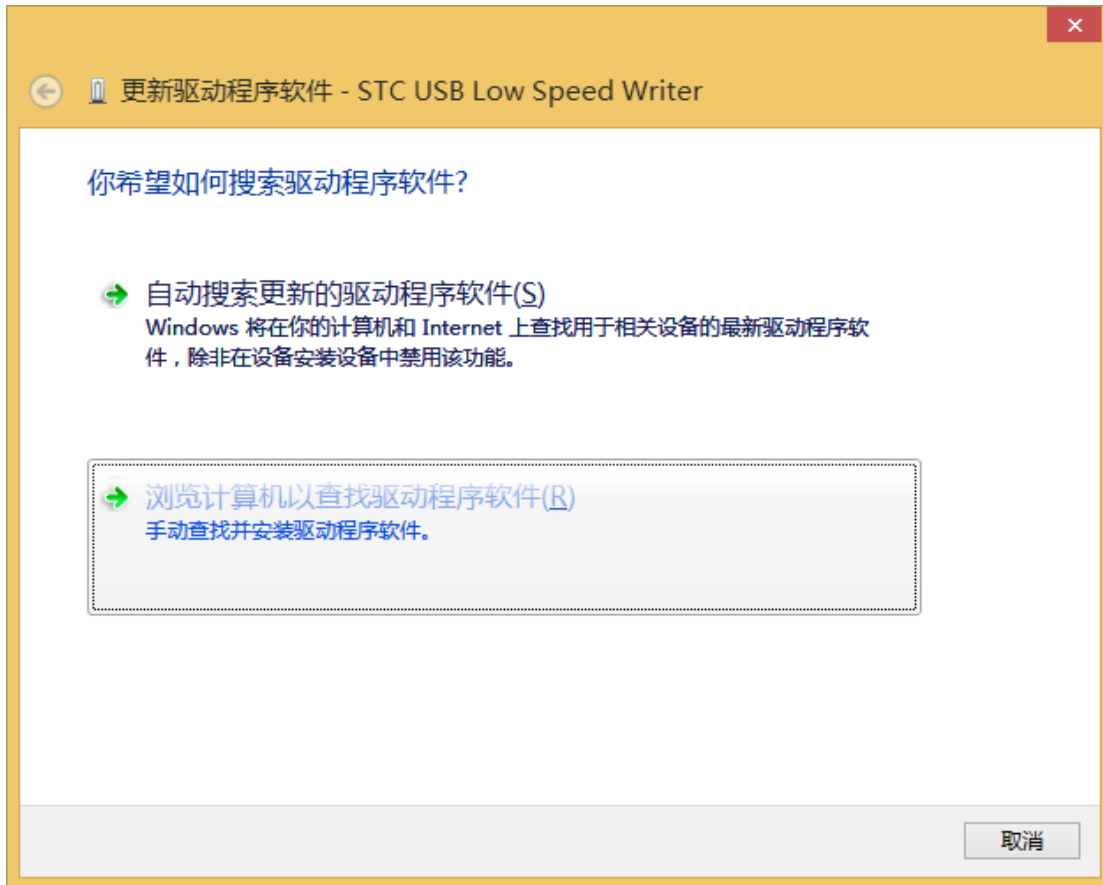 更新驱动程序软件 - STC USB Low Speed Writer
你希望如何搜索驱动程序软件?
自动搜索更新的驱动程序软件(S)
Windows 将在你的计算机和 Internet 上查找用于相关设备的最新驱动程序软
件，除非在设备安装设备中禁用该功能。
浏览计算机以查找驱动程序软件(R)
手动查找并安装驱动程序软件。
取消